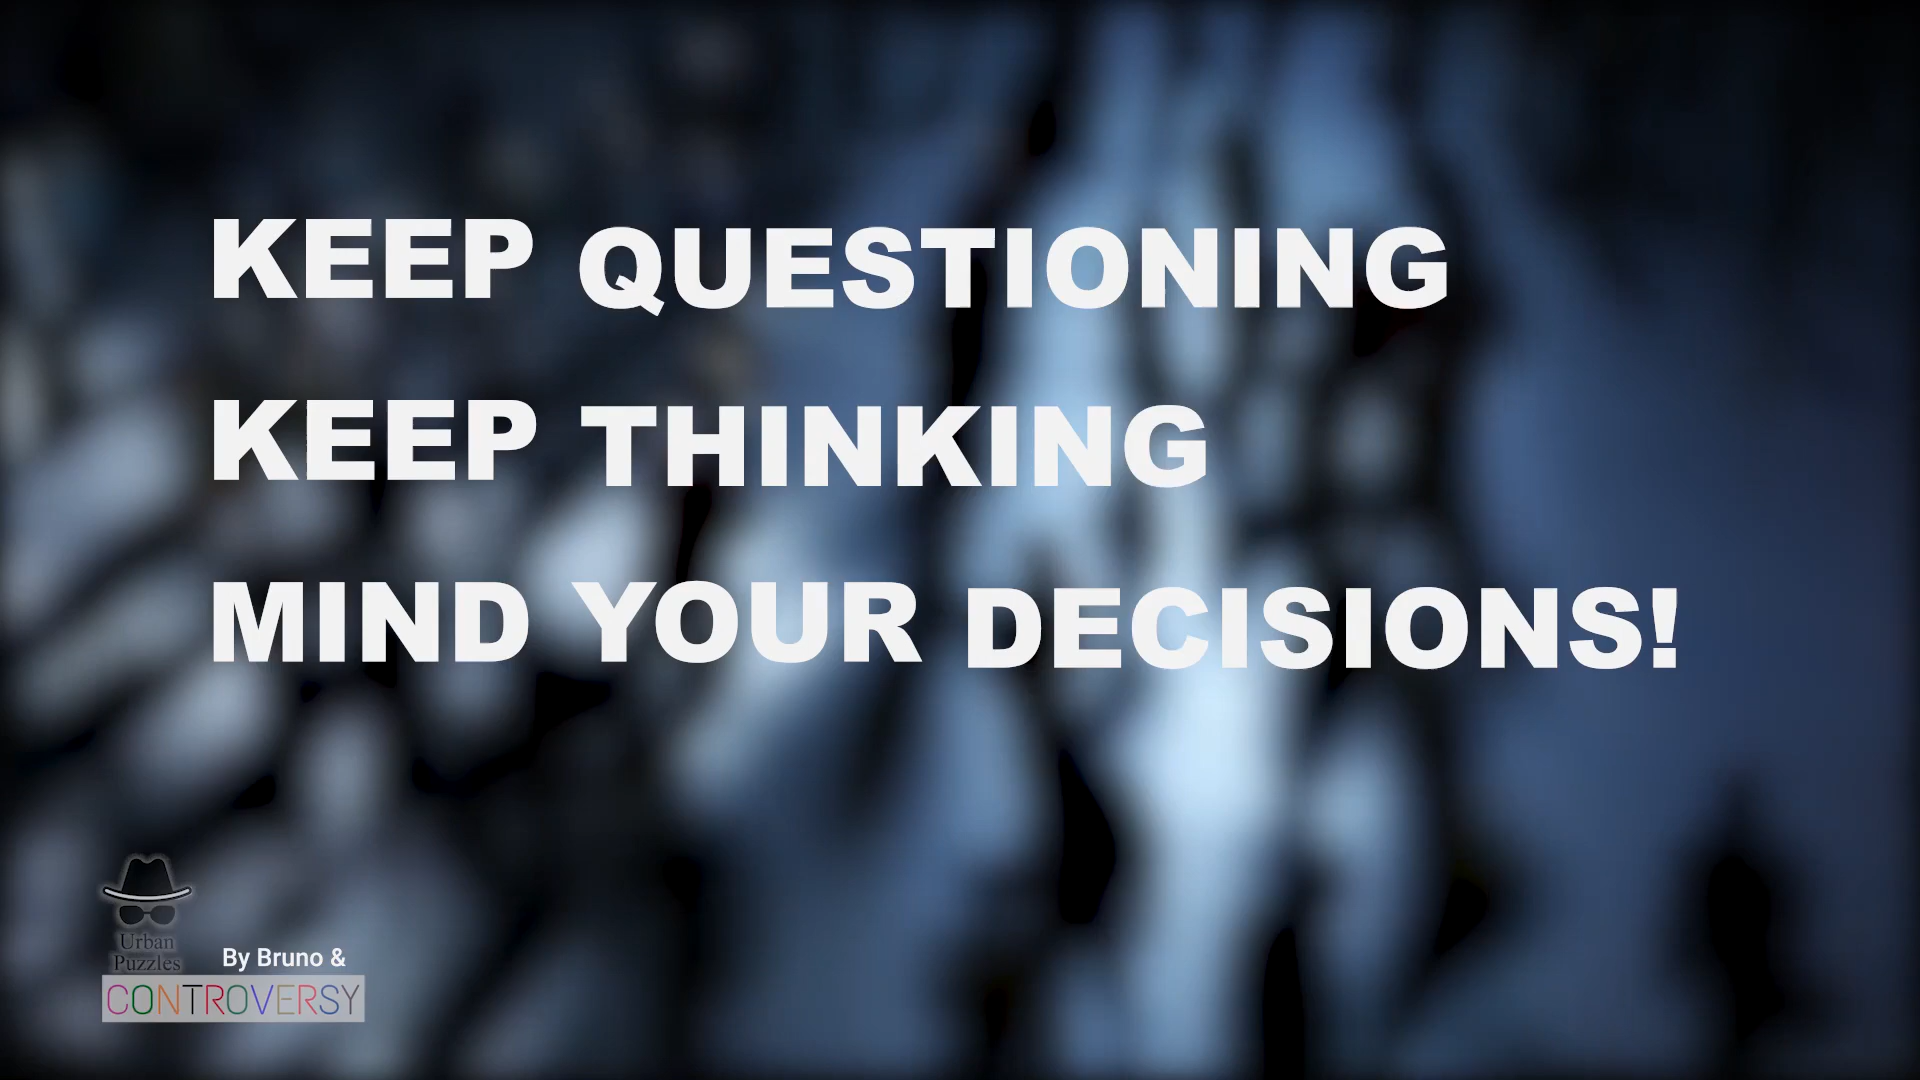 KEEP QUESTIONING
KEEP THINKING
MIND YOUR DECISIONS!
Urban
Puzzles
By Bruno &
CONTROVERSY